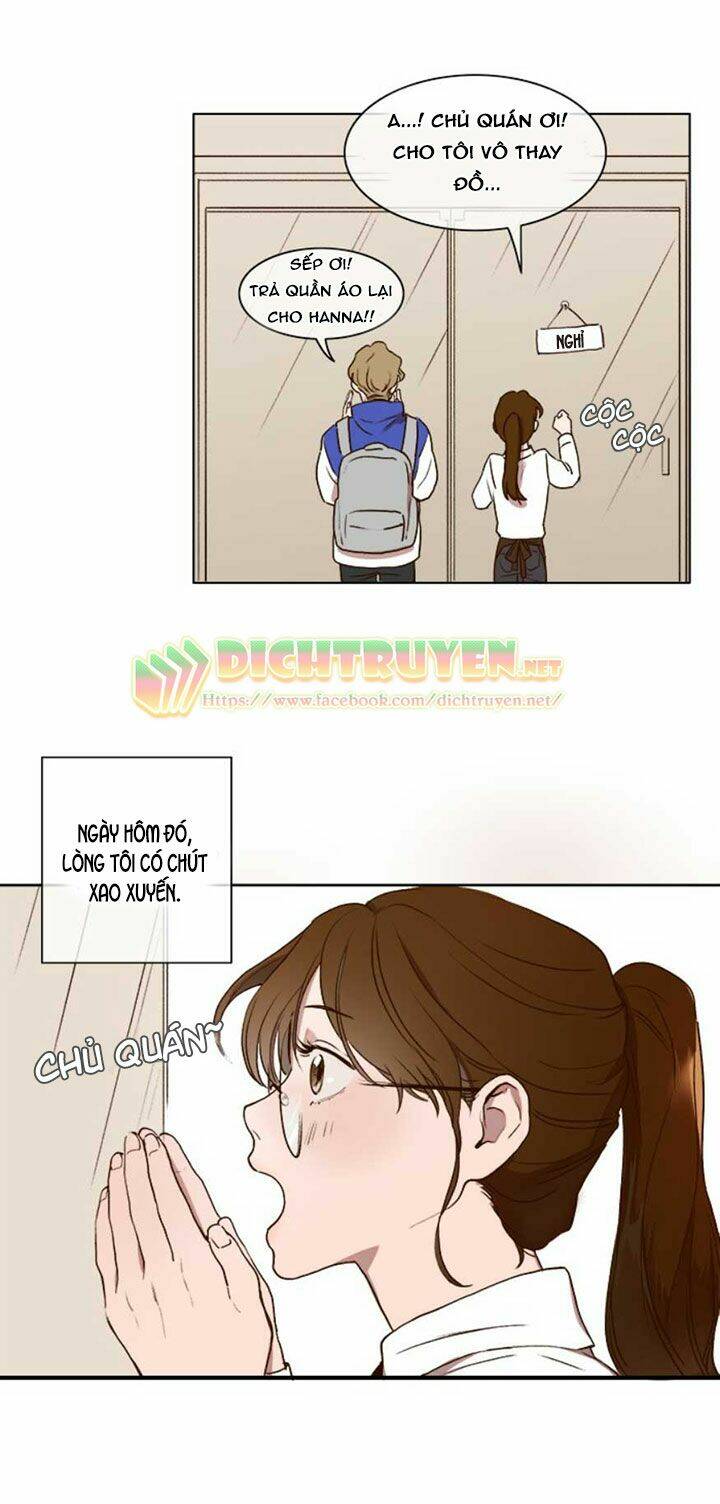 A...! CHỦ QUÁN ƠI!
CHO TÔI VÔ THAY
ĐỒ...
SẾP ƠI!
TRẢ QUẦN ÁO LẠI
CHO HANNA!!
NGHỈ
CỘC
CỘC
DICHTRUYEN.NET
Https://www.facebook.com/dichtruyen.net/
NGÀY HÔM ĐÓ,
LÒNG TÔI CÓ CHÚT
XAO XUYẾN.
CHỦ QUÁN~